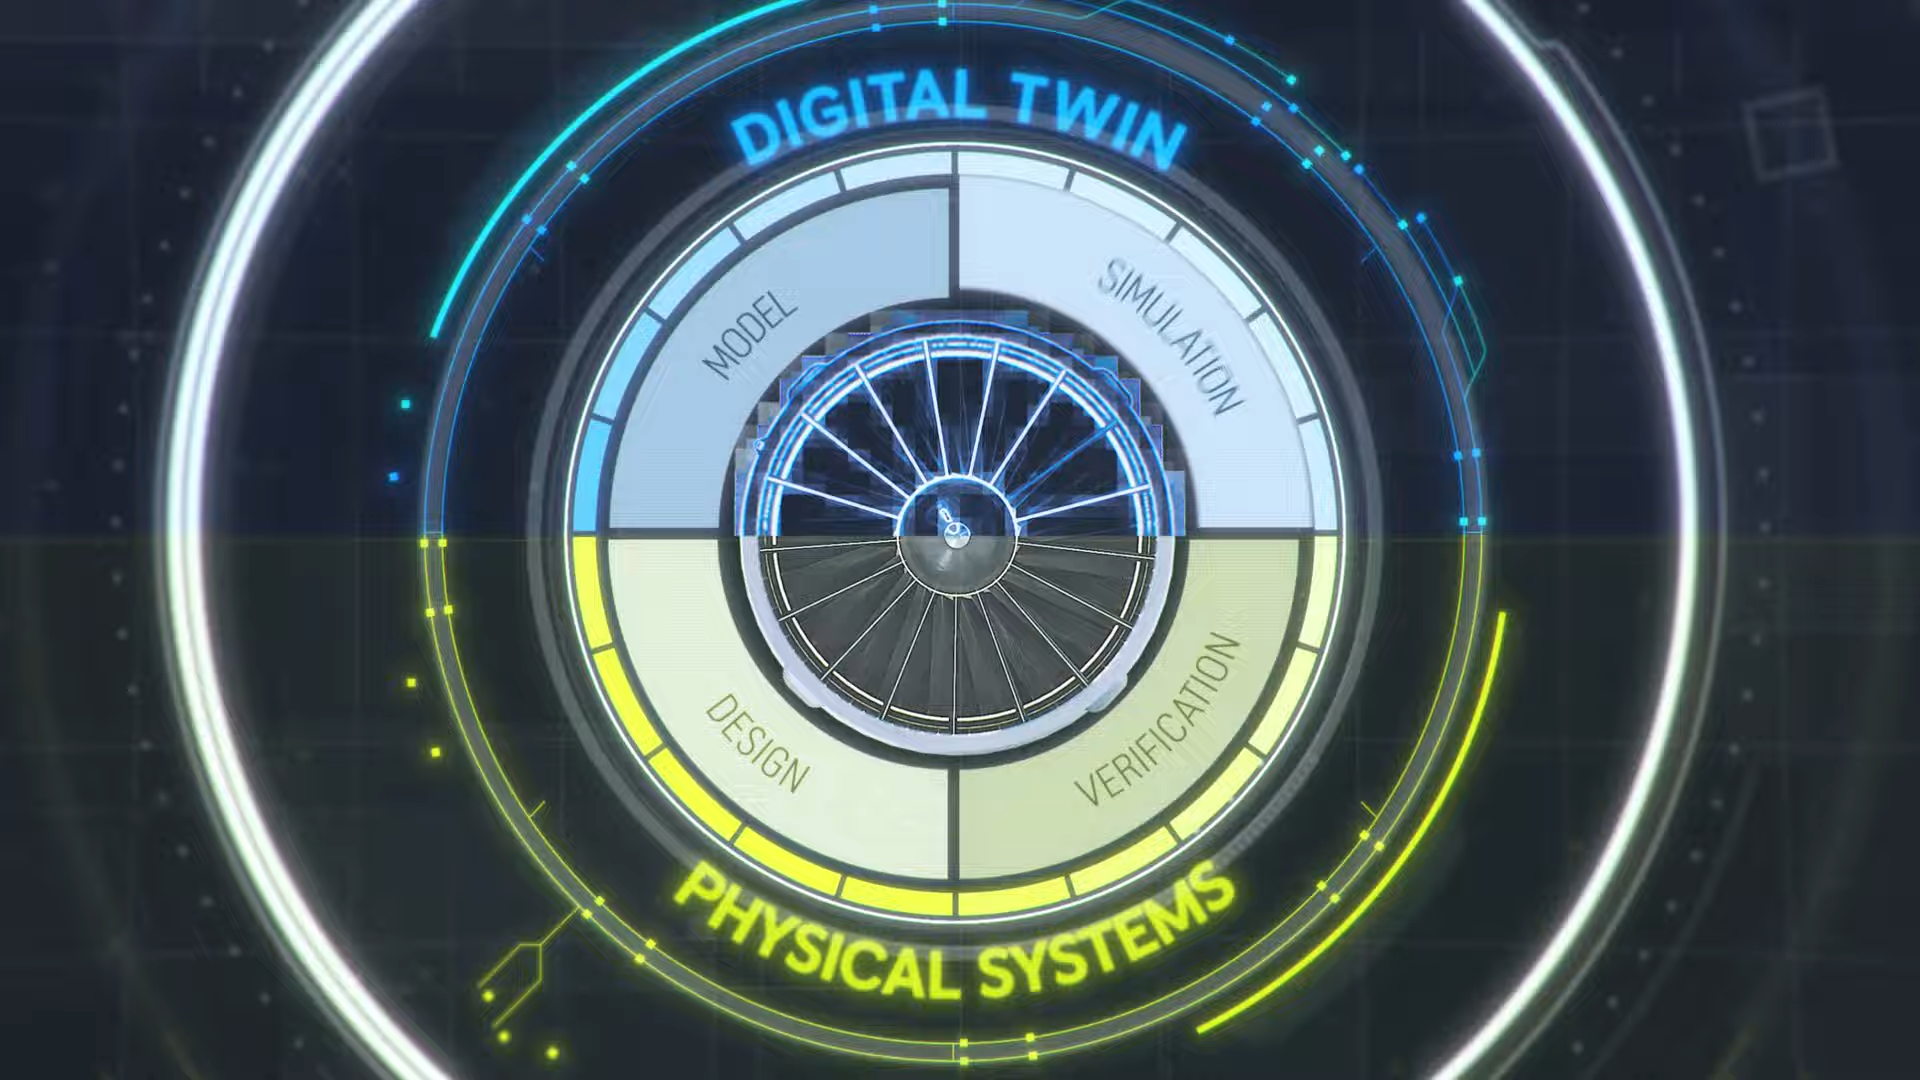 DIGITAL TWIN
MODEL
SIMULATION
DESIGN
VERIFICATION
PHYSICAL SYSTEMS